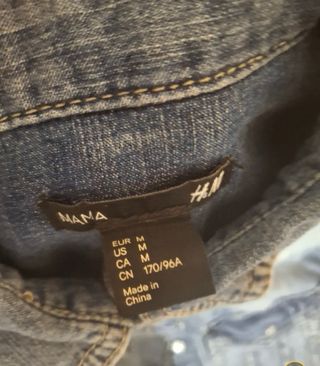 MAMA H&M
EUR M
US M
CA M
CN 170/96A
Made in
China